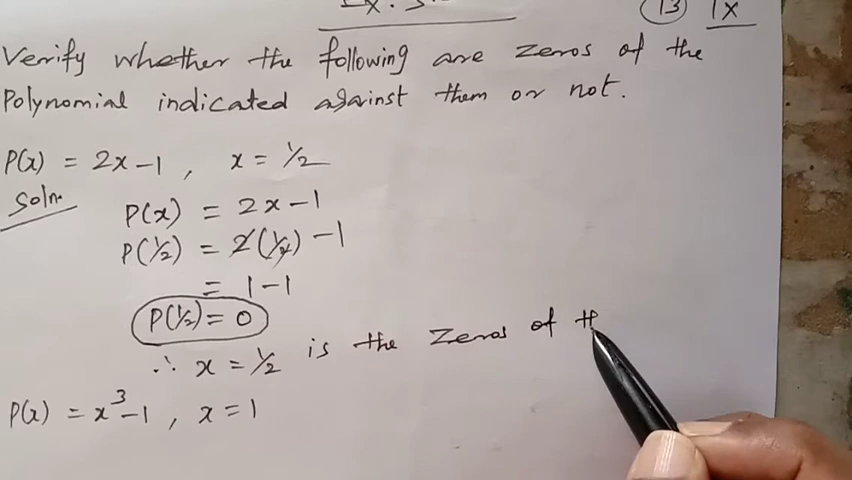 13 IX
Verify whether the following are zeros of the
Polynomial indicated against them or not.
P(x) = 2x-1 , x = 1/2
Soln
P(x) = 2x-1
P(1/2) = 2(1/2) -1
= 1-1
P(1/2) = 0
∴ x = 1/2 is the zeros of th
P(x) = x³-1 , x = 1